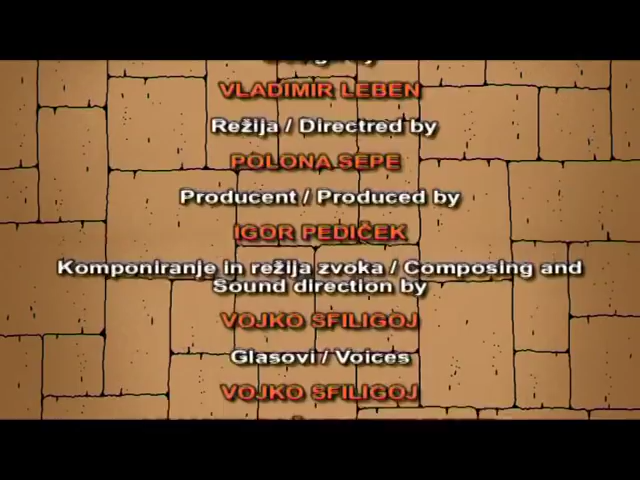 VLADIMIR LEBEN
Režija / Directred by
POLONA SEPE
Producent / Produced by
IGOR PEDIČEK
Komponiranje in režija zvoka / Composing and
Sound direction by
VOJKO SFILIGOJ
Glasovi / Voices
VOJKO SFILIGOJ